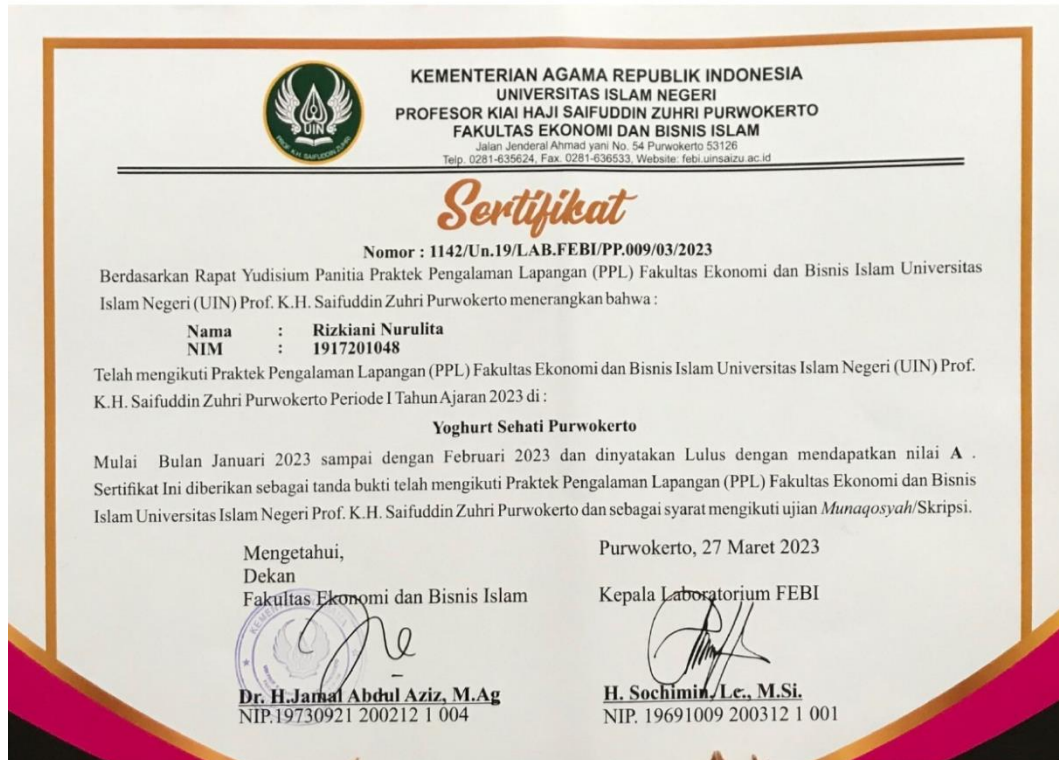 KEMENTERIAN AGAMA REPUBLIK INDONESIA
UNIVERSITAS ISLAM NEGERI
PROFESOR KIAI HAJI SAIFUDDIN ZUHRI PURWOKERTO
FAKULTAS EKONOMI DAN BISNIS ISLAM
Jalan Jenderal Ahmad yani No. 54 Purwokerto 53126
Telp. 0281-635624, Fax. 0281-636533, Website: febi.uinsaizu.ac.id
UIN
PROF. K.H. SAIFUDDIN ZUHRI
Sertifikat
Nomor : 1142/Un.19/LAB.FEBI/PP.009/03/2023
Berdasarkan Rapat Yudisium Panitia Praktek Pengalaman Lapangan (PPL) Fakultas Ekonomi dan Bisnis Islam Universitas
Islam Negeri (UIN) Prof. K.H. Saifuddin Zuhri Purwokerto menerangkan bahwa :
Nama : Rizkiani Nurulita
NIM : 1917201048
Telah mengikuti Praktek Pengalaman Lapangan (PPL) Fakultas Ekonomi dan Bisnis Islam Universitas Islam Negeri (UIN) Prof.
K.H. Saifuddin Zuhri Purwokerto Periode I Tahun Ajaran 2023 di :
Yoghurt Sehati Purwokerto
Mulai Bulan Januari 2023 sampai dengan Februari 2023 dan dinyatakan Lulus dengan mendapatkan nilai A .
Sertifikat Ini diberikan sebagai tanda bukti telah mengikuti Praktek Pengalaman Lapangan (PPL) Fakultas Ekonomi dan Bisnis
Islam Universitas Islam Negeri Prof. K.H. Saifuddin Zuhri Purwokerto dan sebagai syarat mengikuti ujian Munaqosyah/Skripsi.
Mengetahui,
Dekan
Fakultas Ekonomi dan Bisnis Islam
Dr. H.Jamal Abdul Aziz, M.Ag
NIP.19730921 200212 1 004
Purwokerto, 27 Maret 2023
Kepala Laboratorium FEBI
H. Sochimin, Lc., M.Si.
NIP. 19691009 200312 1 001